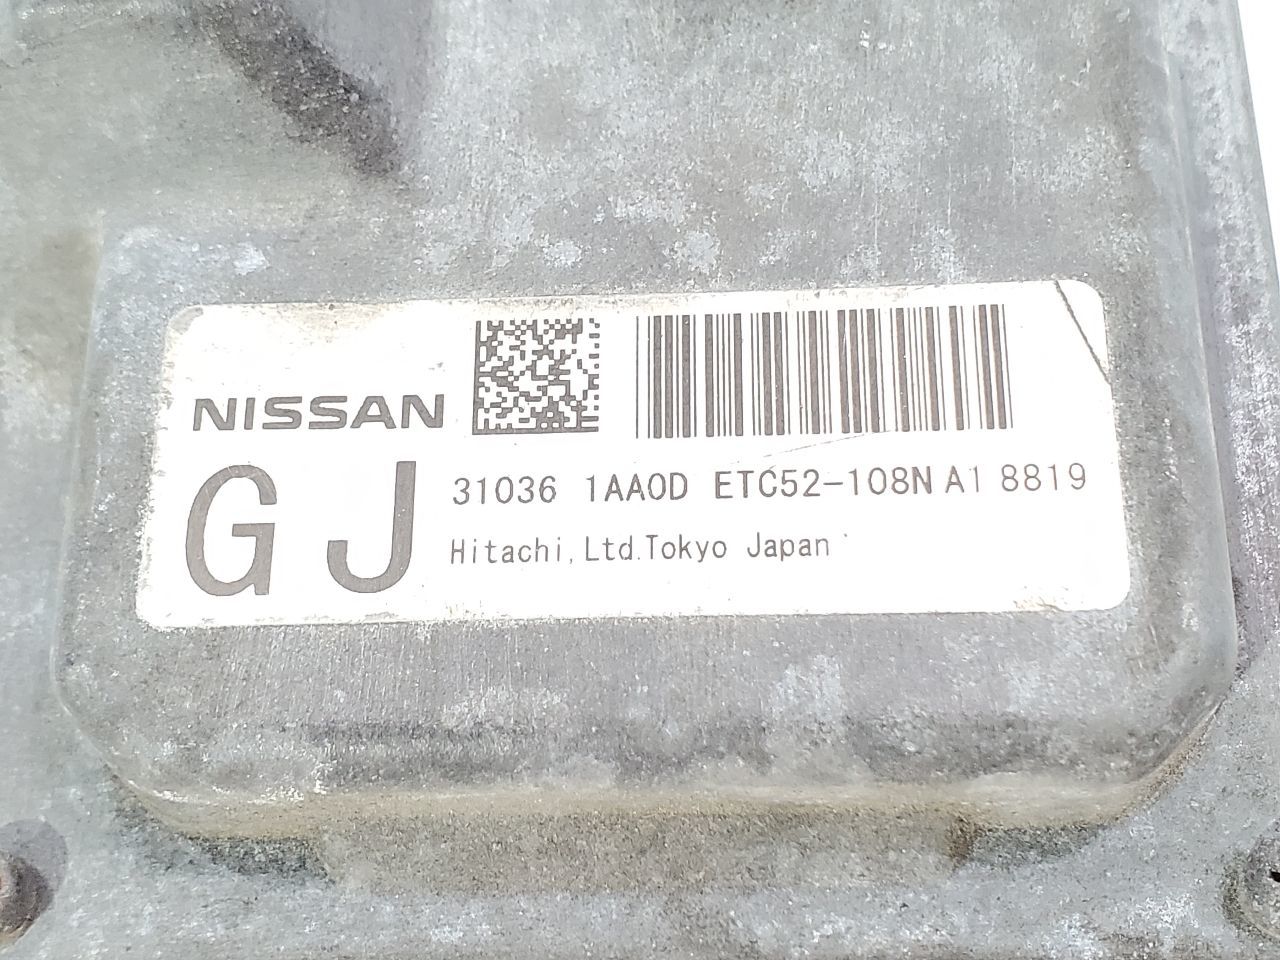 NISSAN
GJ
31036 1AA0D ETC52-108N A1 8819
Hitachi, Ltd. Tokyo Japan